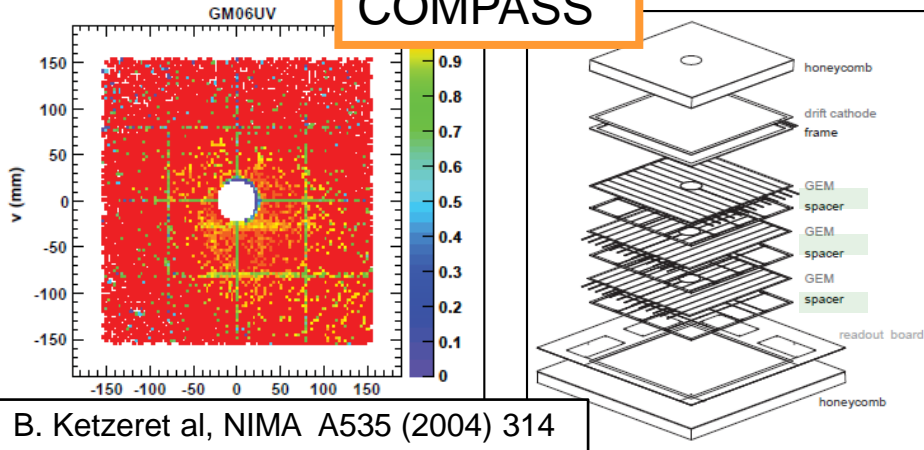 COMPASS
GM06UV
v (mm)
150
100
50
0
-50
-100
-150
-150 -100 -50 0 50 100 150
0.9
0.8
0.7
0.6
0.5
0.4
0.3
0.2
0.1
0
honeycomb
drift cathode
frame
GEM
spacer
GEM
spacer
GEM
spacer
readout board
honeycomb
B. Ketzeret al, NIMA A535 (2004) 314